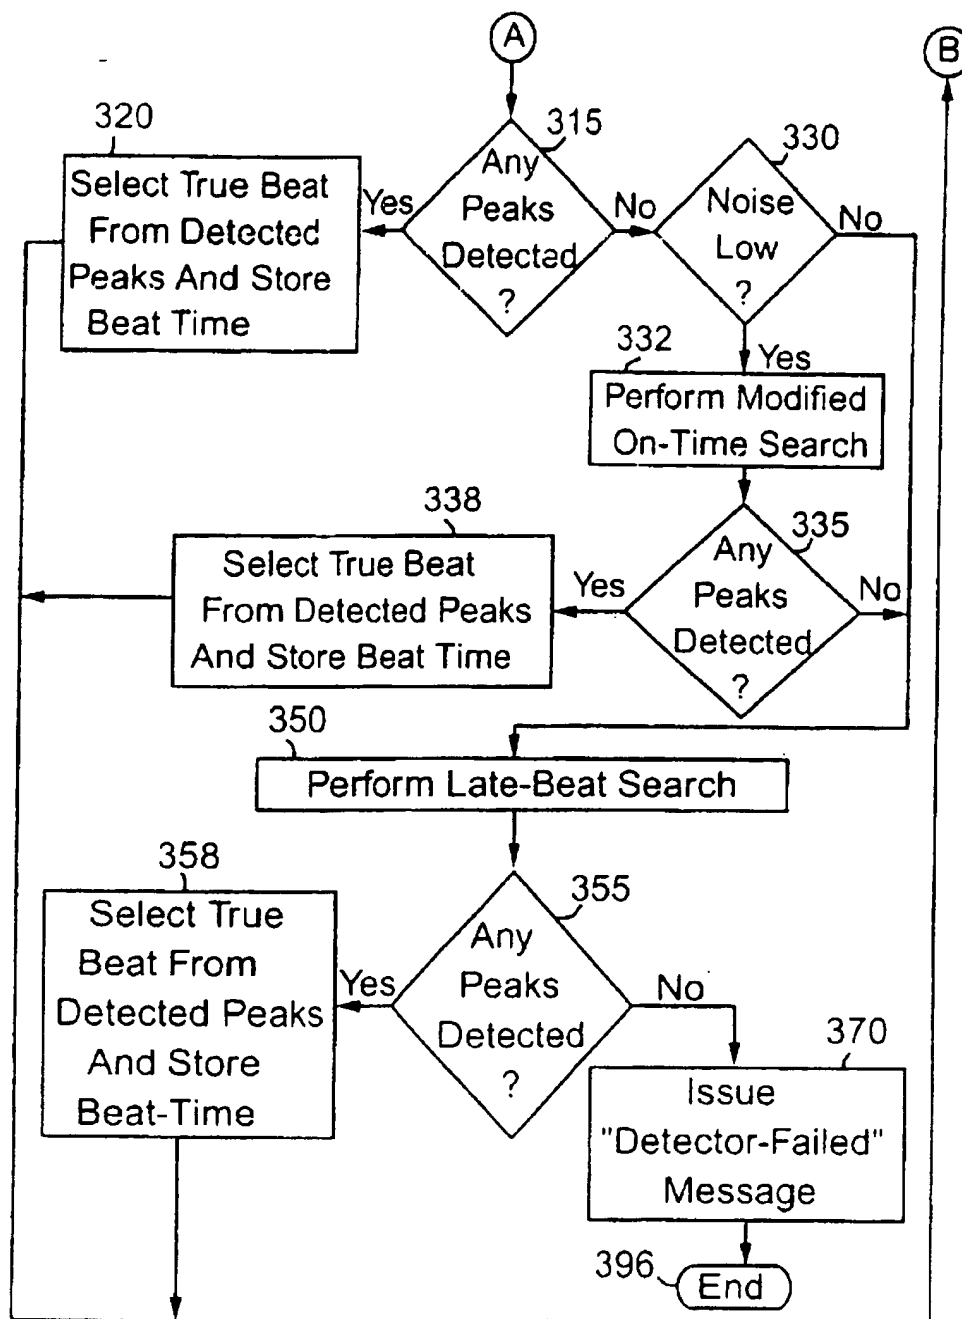 A
B
320
315
330
Select True Beat
From Detected
Peaks And Store
Beat Time
Yes
Any
Peaks
Detected
?
No
Noise
Low
?
No
Yes
332
Perform Modified
On-Time Search
338
Select True Beat
From Detected Peaks
And Store Beat Time
Yes
335
Any
Peaks
Detected
?
No
350
Perform Late-Beat Search
358
Select True
Beat From
Detected Peaks
And Store
Beat-Time
Yes
355
Any
Peaks
Detected
?
No
370
Issue
"Detector-Failed"
Message
396
End